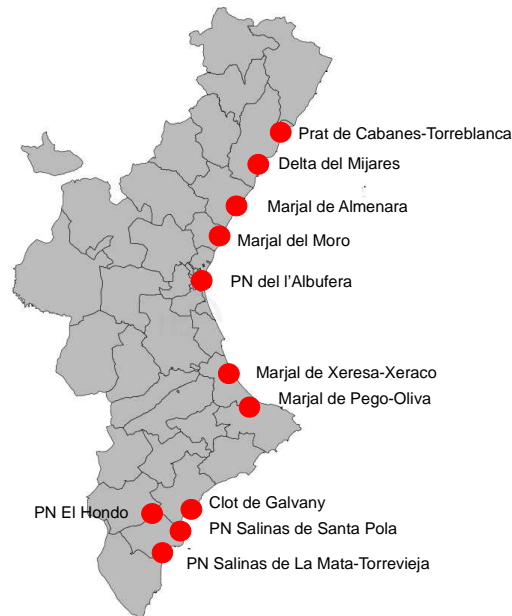 Prat de Cabanes-Torreblanca
Delta del Mijares
Marjal de Almenara
Marjal del Moro
PN del l'Albufera
Marjal de Xeresa-Xeraco
Marjal de Pego-Oliva
Clot de Galvany
PN El Hondo
PN Salinas de Santa Pola
PN Salinas de La Mata-Torrevieja